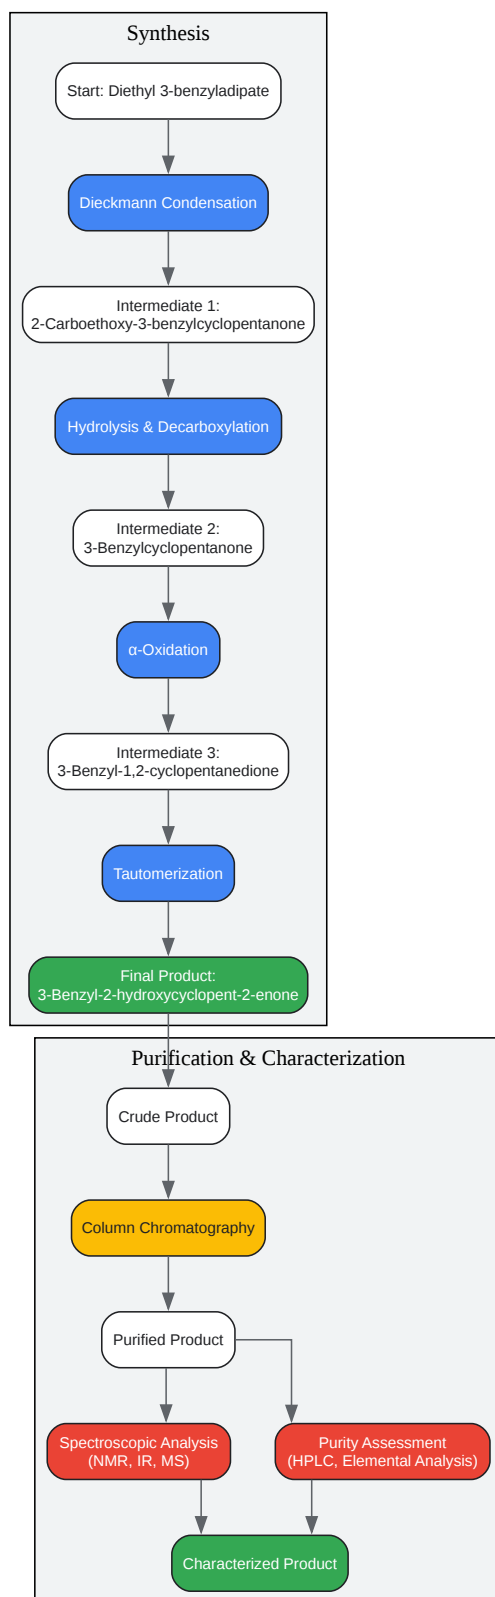 Synthesis
Start: Diethyl 3-benzyladipate
Dieckmann Condensation
Intermediate 1:
2-Carboethoxy-3-benzylcyclopentanone
Hydrolysis & Decarboxylation
Intermediate 2:
3-Benzylcyclopentanone
α-Oxidation
Intermediate 3:
3-Benzyl-1,2-cyclopentanedione
Tautomerization
Final Product:
3-Benzyl-2-hydroxycyclopent-2-enone
Purification & Characterization
Crude Product
Column Chromatography
Purified Product
Spectroscopic Analysis
(NMR, IR, MS)
Purity Assessment
(HPLC, Elemental Analysis)
Characterized Product